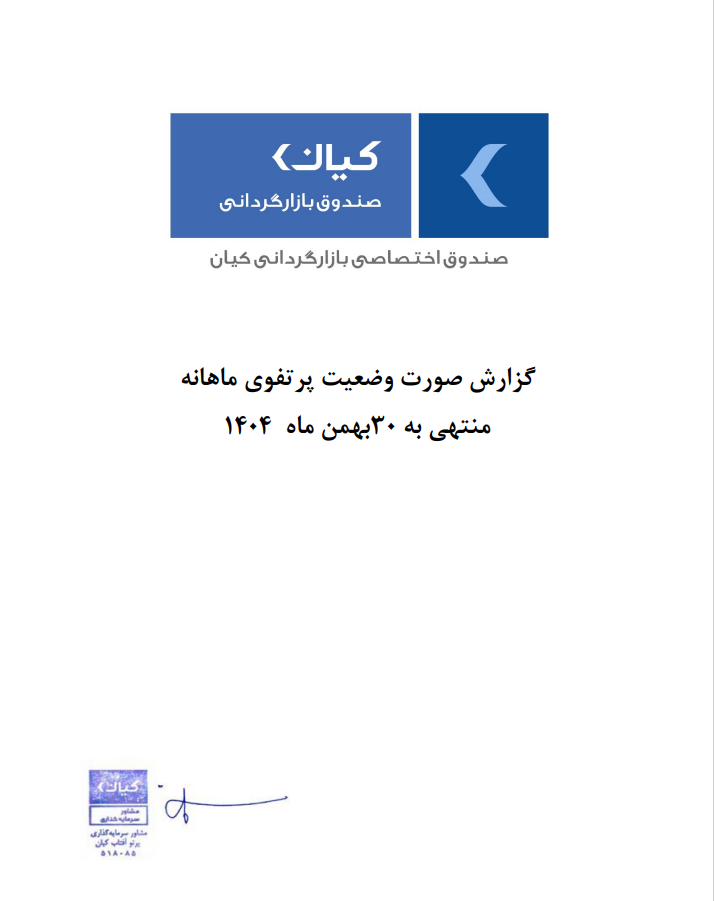 کیان
صندوق بازارگردانی
صندوق اختصاصی بازارگردانی کیان
گزارش صورت وضعیت پرتفوی ماهانه
منتهی به ۳۰بهمن ماه ۱۴۰۴
کیان
مشاور
سرمایه‌گذاری
مشاور سرمایه‌گذاری
پرتو آفتاب کیان
۵۱۸۰۸۵